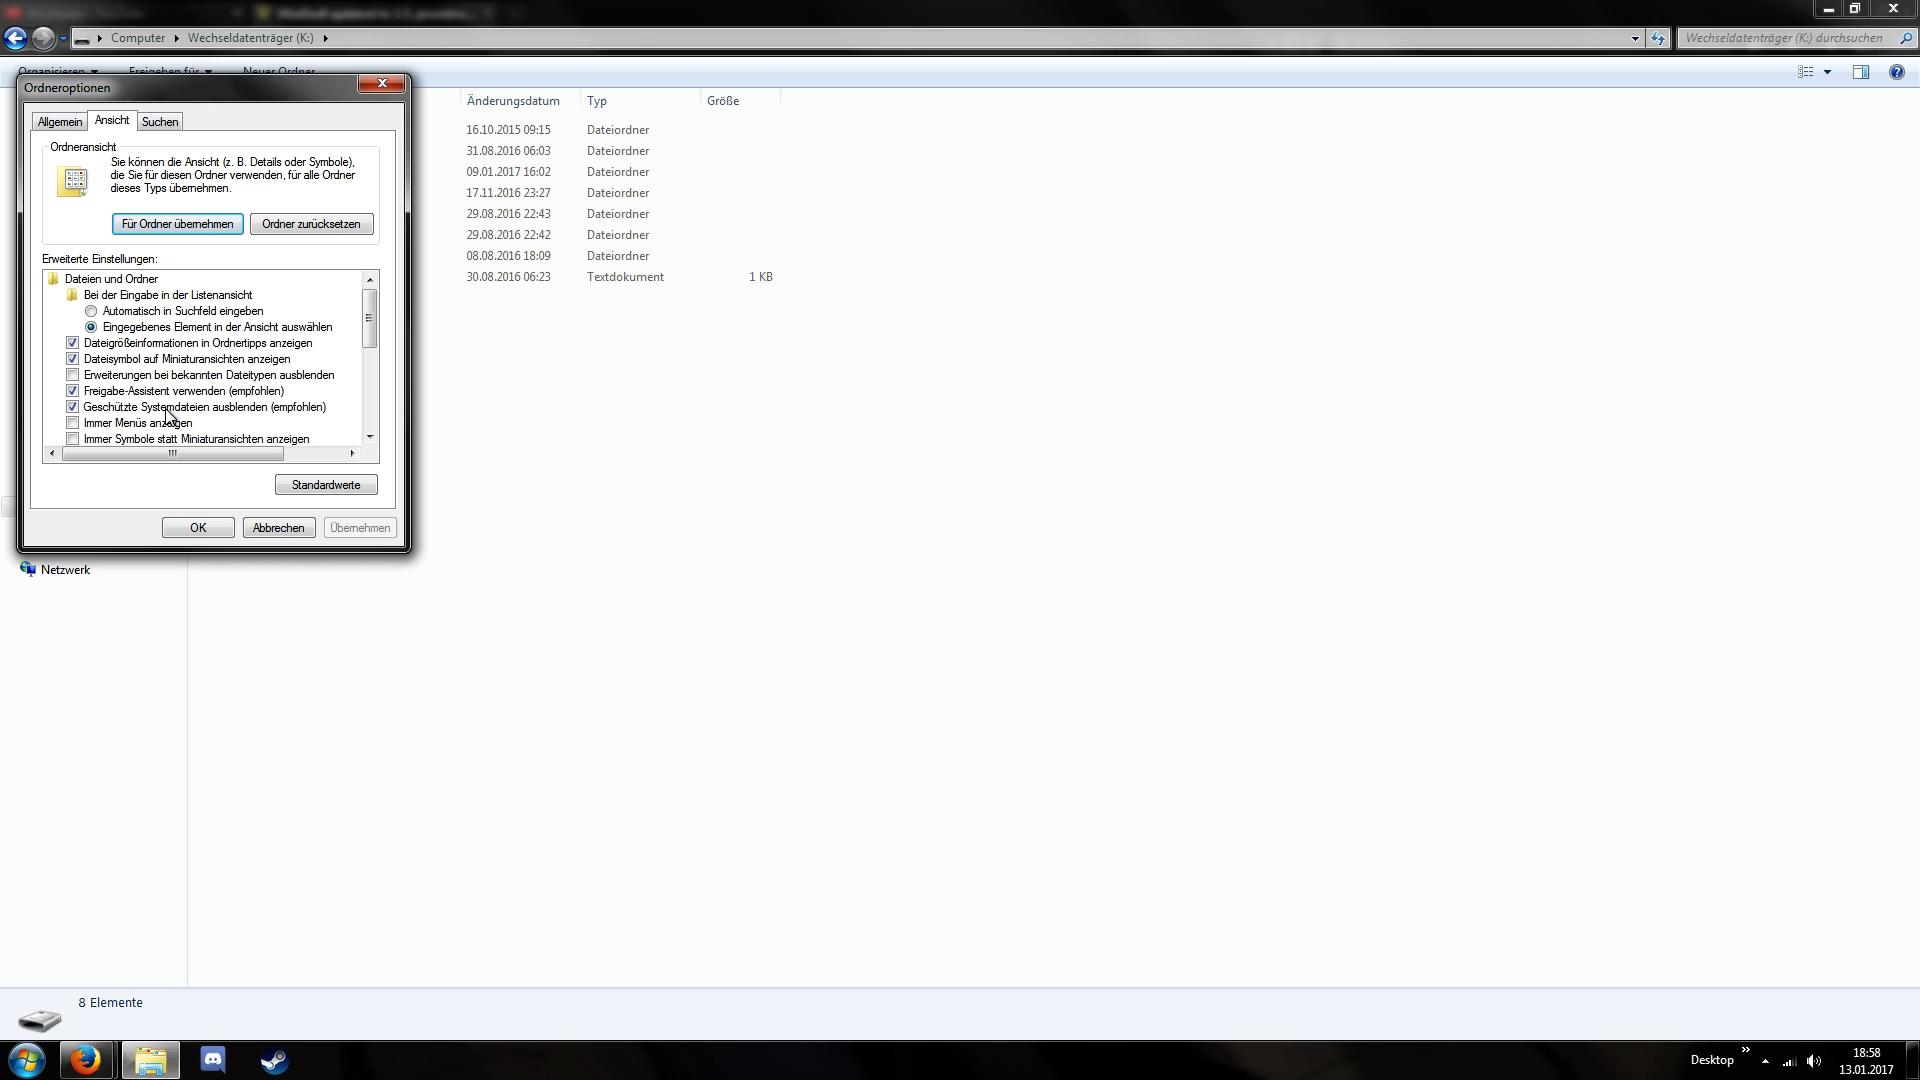 Computer ▸ Wechseldatenträger (K:) ▸
Wechseldatenträger (K:) durchsuchen
Organisieren Freigeben für Neuer Ordner
Ordneroptionen
Allgemein Ansicht Suchen
Ordneransicht
Sie können die Ansicht (z. B. Details oder Symbole),
die Sie für diesen Ordner verwenden, für alle Ordner
dieses Typs übernehmen.
Für Ordner übernehmen Ordner zurücksetzen
Erweiterte Einstellungen:
Dateien und Ordner
Bei der Eingabe in der Listenansicht
Automatisch in Suchfeld eingeben
Eingegebenes Element in der Ansicht auswählen
Dateigrößeinformationen in Ordnertipps anzeigen
Dateisymbol auf Miniaturansichten anzeigen
Erweiterungen bei bekannten Dateitypen ausblenden
Freigabe-Assistent verwenden (empfohlen)
Geschützte Systemdateien ausblenden (empfohlen)
Immer Menüs anzeigen
Immer Symbole statt Miniaturansichten anzeigen
Standardwerte
OK Abbrechen Übernehmen
Änderungsdatum Typ Größe
16.10.2015 09:15 Dateiordner
31.08.2016 06:03 Dateiordner
09.01.2017 16:02 Dateiordner
17.11.2016 23:27 Dateiordner
29.08.2016 22:43 Dateiordner
29.08.2016 22:42 Dateiordner
08.08.2016 18:09 Dateiordner
30.08.2016 06:23 Textdokument 1 KB
Netzwerk
8 Elemente
Desktop
18:58
13.01.2017